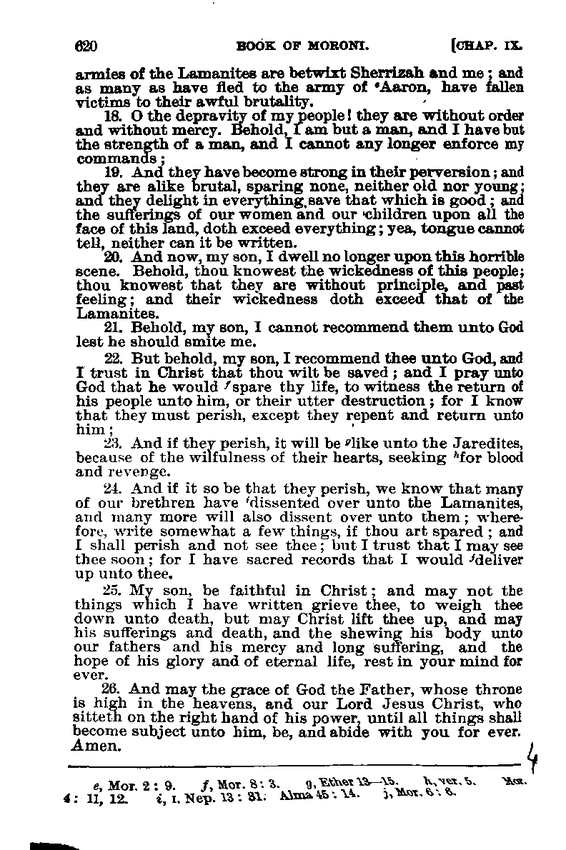 620 BOOK OF MORONI. [CHAP. IX.
armies of the Lamanites are betwixt Sherrizah and me; and
as many as have fled to the army of ᵉAaron, have fallen
victims to their awful brutality.
18. O the depravity of my people! they are without order
and without mercy. Behold, I am but a man, and I have but
the strength of a man, and I cannot any longer enforce my
commands;
19. And they have become strong in their perversion; and
they are alike brutal, sparing none, neither old nor young;
and they delight in everything save that which is good; and
the sufferings of our women and our children upon all the
face of this land, doth exceed everything; yea, tongue cannot
tell, neither can it be written.
20. And now, my son, I dwell no longer upon this horrible
scene. Behold, thou knowest the wickedness of this people;
thou knowest that they are without principle, and past
feeling; and their wickedness doth exceed that of the
Lamanites.
21. Behold, my son, I cannot recommend them unto God
lest he should smite me.
22. But behold, my son, I recommend thee unto God, and
I trust in Christ that thou wilt be saved; and I pray unto
God that he would ᶠspare thy life, to witness the return of
his people unto him, or their utter destruction; for I know
that they must perish, except they repent and return unto
him;
23. And if they perish, it will be ᵍlike unto the Jaredites,
because of the wilfulness of their hearts, seeking ʰfor blood
and revenge.
24. And if it so be that they perish, we know that many
of our brethren have ⁱdissented over unto the Lamanites,
and many more will also dissent over unto them; where-
fore, write somewhat a few things, if thou art spared; and
I shall perish and not see thee; but I trust that I may see
thee soon; for I have sacred records that I would ʲdeliver
up unto thee.
25. My son, be faithful in Christ; and may not the
things which I have written grieve thee, to weigh thee
down unto death, but may Christ lift thee up, and may
his sufferings and death, and the shewing his body unto
our fathers and his mercy and long suffering, and the
hope of his glory and of eternal life, rest in your mind for
ever.
26. And may the grace of God the Father, whose throne
is high in the heavens, and our Lord Jesus Christ, who
sitteth on the right hand of his power, until all things shall
become subject unto him, be, and abide with you for ever.
Amen.
4
e, Mor. 2: 9. f, Mor. 8: 3. g, Ether 13—15. h, ver. 5. Mor.
4: 11, 12. i, I. Nep. 13: 31. Alma 45: 14. j, Mor. 6: 6.